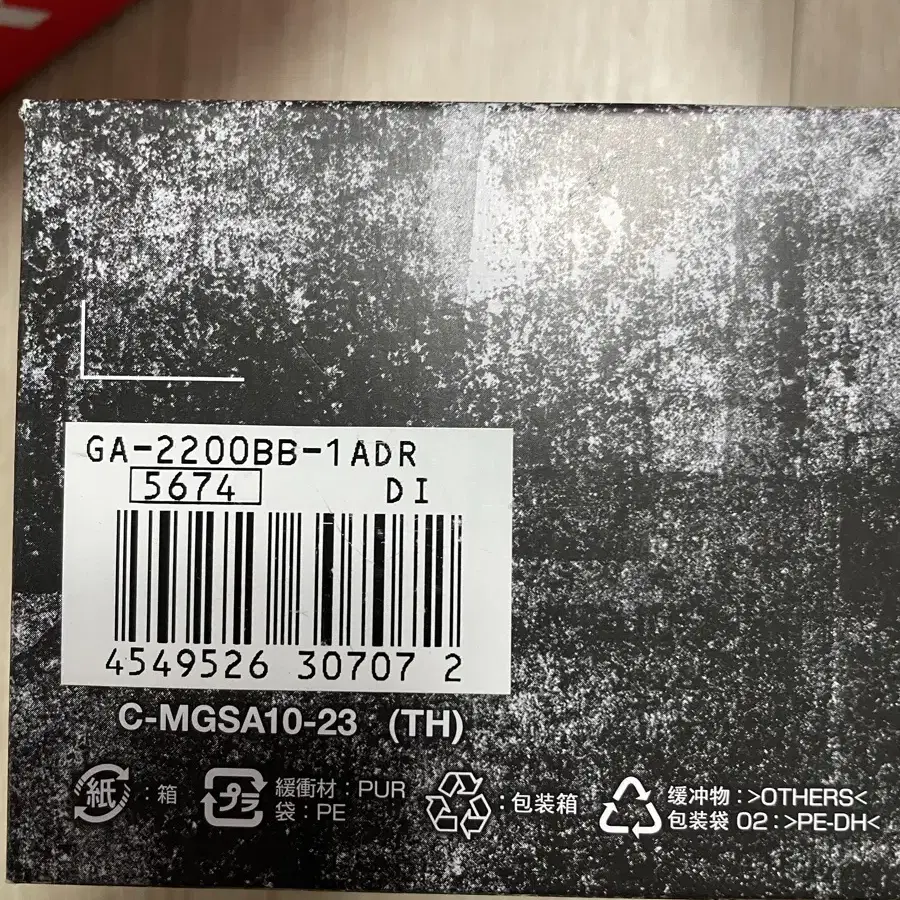 GA-2200BB-1ADR
5674 DI
4549526 30707 2
C-MGSA10-23 (TH)
紙 : 箱
プラ 緩衝材 : PUR
袋 : PE
: 包装箱
缓冲物 : >OTHERS<
包装袋 02 : >PE-DH<